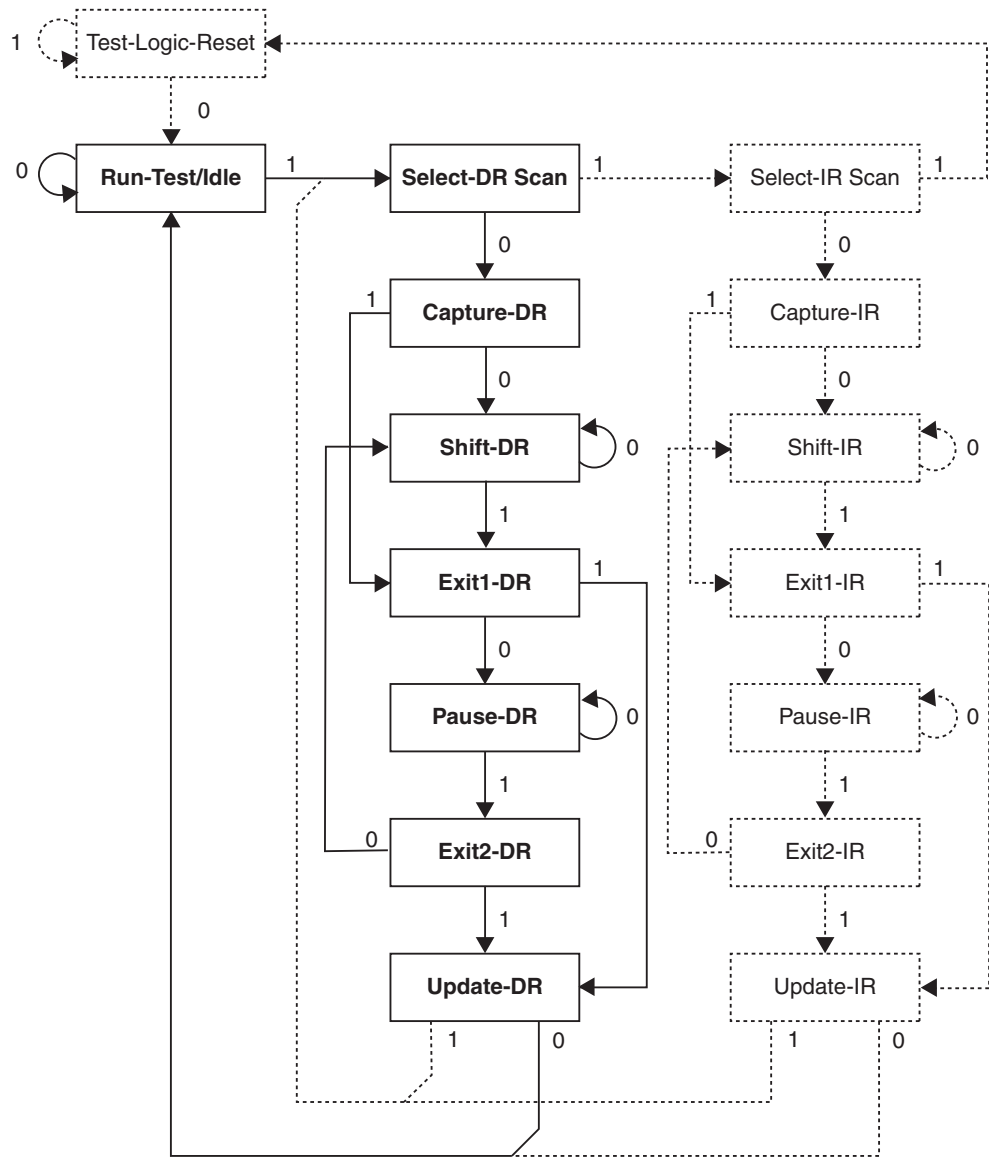 1
Test-Logic-Reset
0
0
Run-Test/Idle
1
Select-DR Scan
1
Select-IR Scan
1
0
0
1
Capture-DR
1
Capture-IR
0
0
Shift-DR
0
Shift-IR
0
1
1
Exit1-DR
1
Exit1-IR
1
0
0
Pause-DR
0
Pause-IR
0
1
1
0
Exit2-DR
0
Exit2-IR
1
1
Update-DR
Update-IR
1
0
1
0